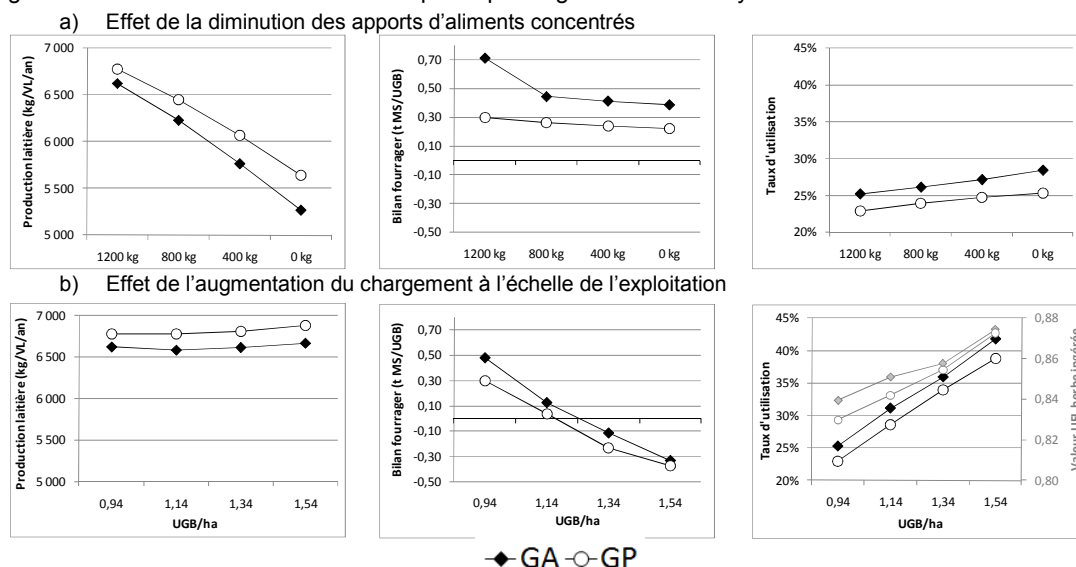 a) Effet de la diminution des apports d'aliments concentrés
Production laitière (kg/VL/an)
7 000
6 500
6 000
5 500
5 000
1200 kg 800 kg 400 kg 0 kg
Bilan fourrager (t MS/UGB)
0,70
0,50
0,30
0,10
-0,10
-0,30
-0,50
1200 kg 800 kg 400 kg 0 kg
Taux d'utilisation
45%
40%
35%
30%
25%
20%
1200 kg 800 kg 400 kg 0 kg
b) Effet de l'augmentation du chargement à l'échelle de l'exploitation
Production laitière (kg/VL/an)
7 000
6 500
6 000
5 500
5 000
0,94 1,14 1,34 1,54
UGB/ha
Bilan fourrager (t MS/UGB)
0,70
0,50
0,30
0,10
-0,10
-0,30
-0,50
0,94 1,14 1,34 1,54
UGB/ha
Taux d'utilisation
45%
40%
35%
30%
25%
20%
0,94 1,14 1,34 1,54
UGB/ha
0,88
0,86
0,84
0,82
0,80
Valeur UFL herbe ingérée
GA GP